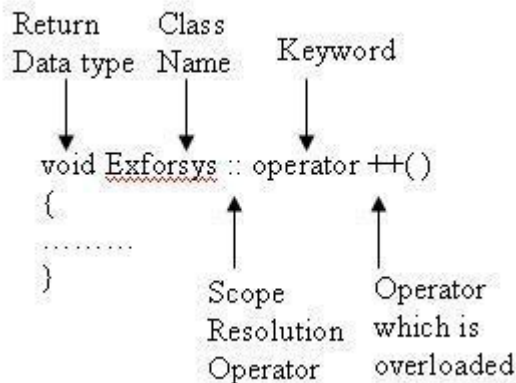 Return Class
Data type Name Keyword
void Exforsys :: operator ++()
{
.........
}
Scope Operator
Resolution which is
Operator overloaded